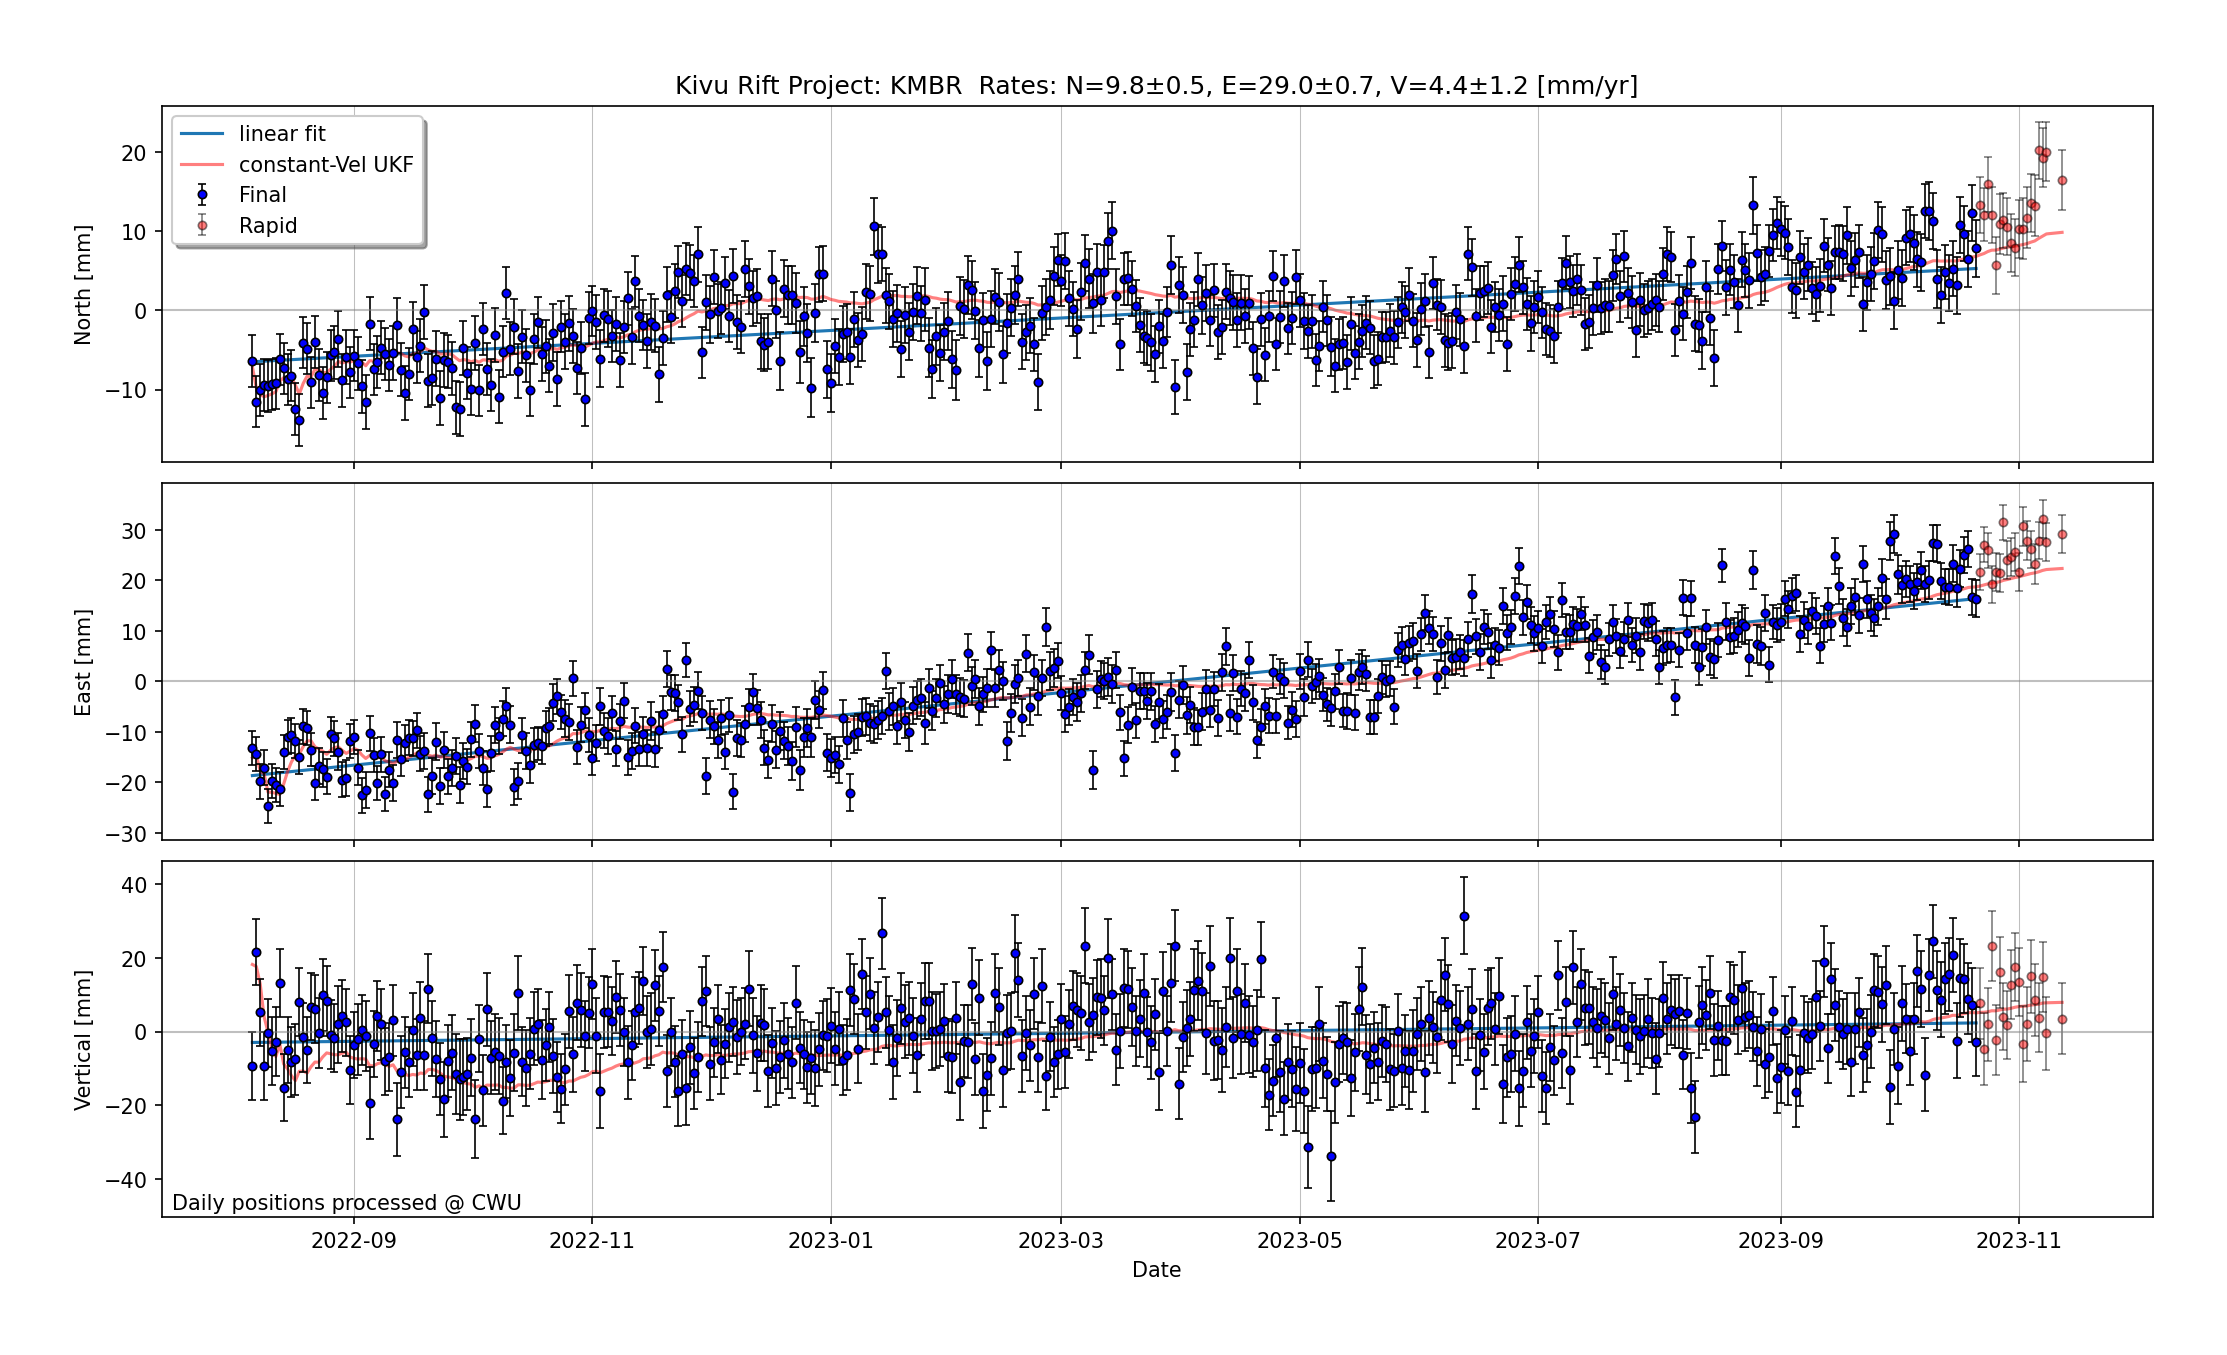 Kivu Rift Project: KMBR  Rates: N=9.8±0.5, E=29.0±0.7, V=4.4±1.2 [mm/yr]
linear fit
constant-Vel UKF
Final
Rapid
North [mm]
20
10
0
−10
East [mm]
30
20
10
0
−10
−20
−30
Vertical [mm]
40
20
0
−20
−40
Daily positions processed @ CWU
2022-09 2022-11 2023-01 2023-03 2023-05 2023-07 2023-09 2023-11
Date